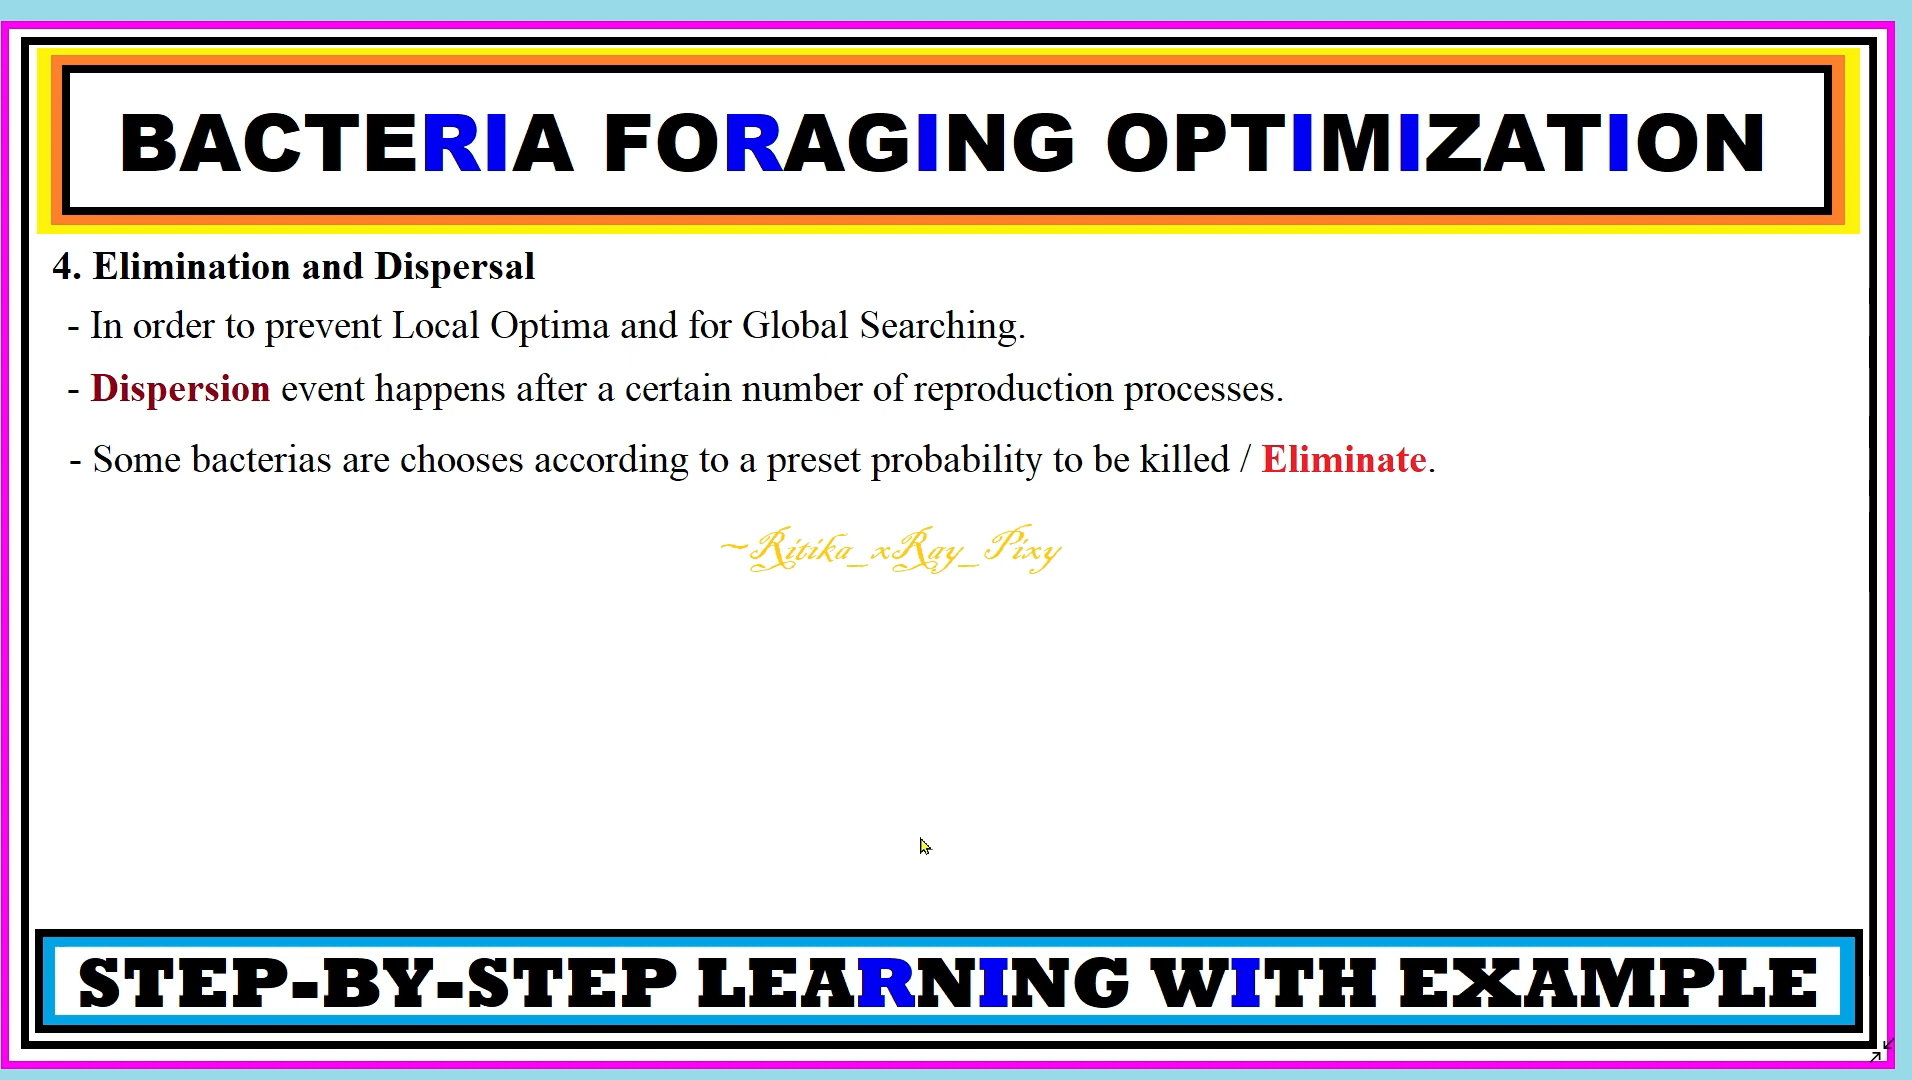 BACTERIA FORAGING OPTIMIZATION
4. Elimination and Dispersal
- In order to prevent Local Optima and for Global Searching.
- Dispersion event happens after a certain number of reproduction processes.
- Some bacterias are chooses according to a preset probability to be killed / Eliminate.
~Ritika_xRay_Pixy
STEP-BY-STEP LEARNING WITH EXAMPLE